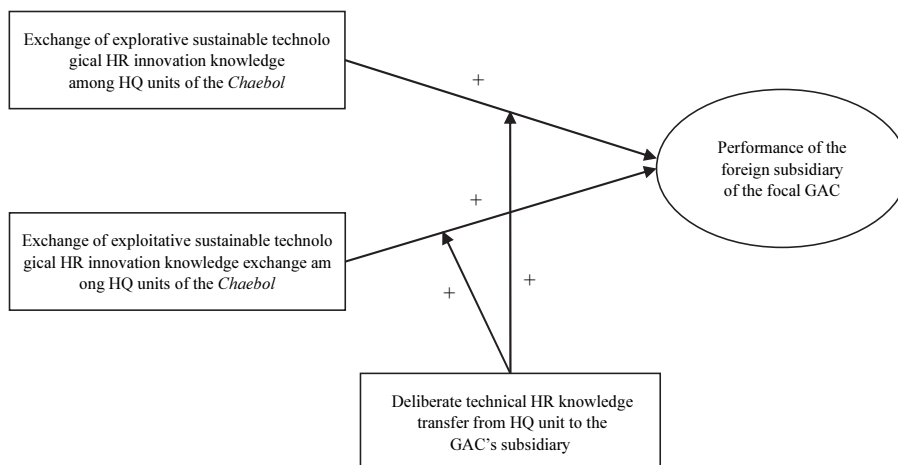 Exchange of explorative sustainable technolo
gical HR innovation knowledge
among HQ units of the Chaebol
+
Performance of the
foreign subsidiary
of the focal GAC
+
Exchange of exploitative sustainable technolo
gical HR innovation knowledge exchange am
ong HQ units of the Chaebol
+
+
Deliberate technical HR knowledge
transfer from HQ unit to the
GAC's subsidiary